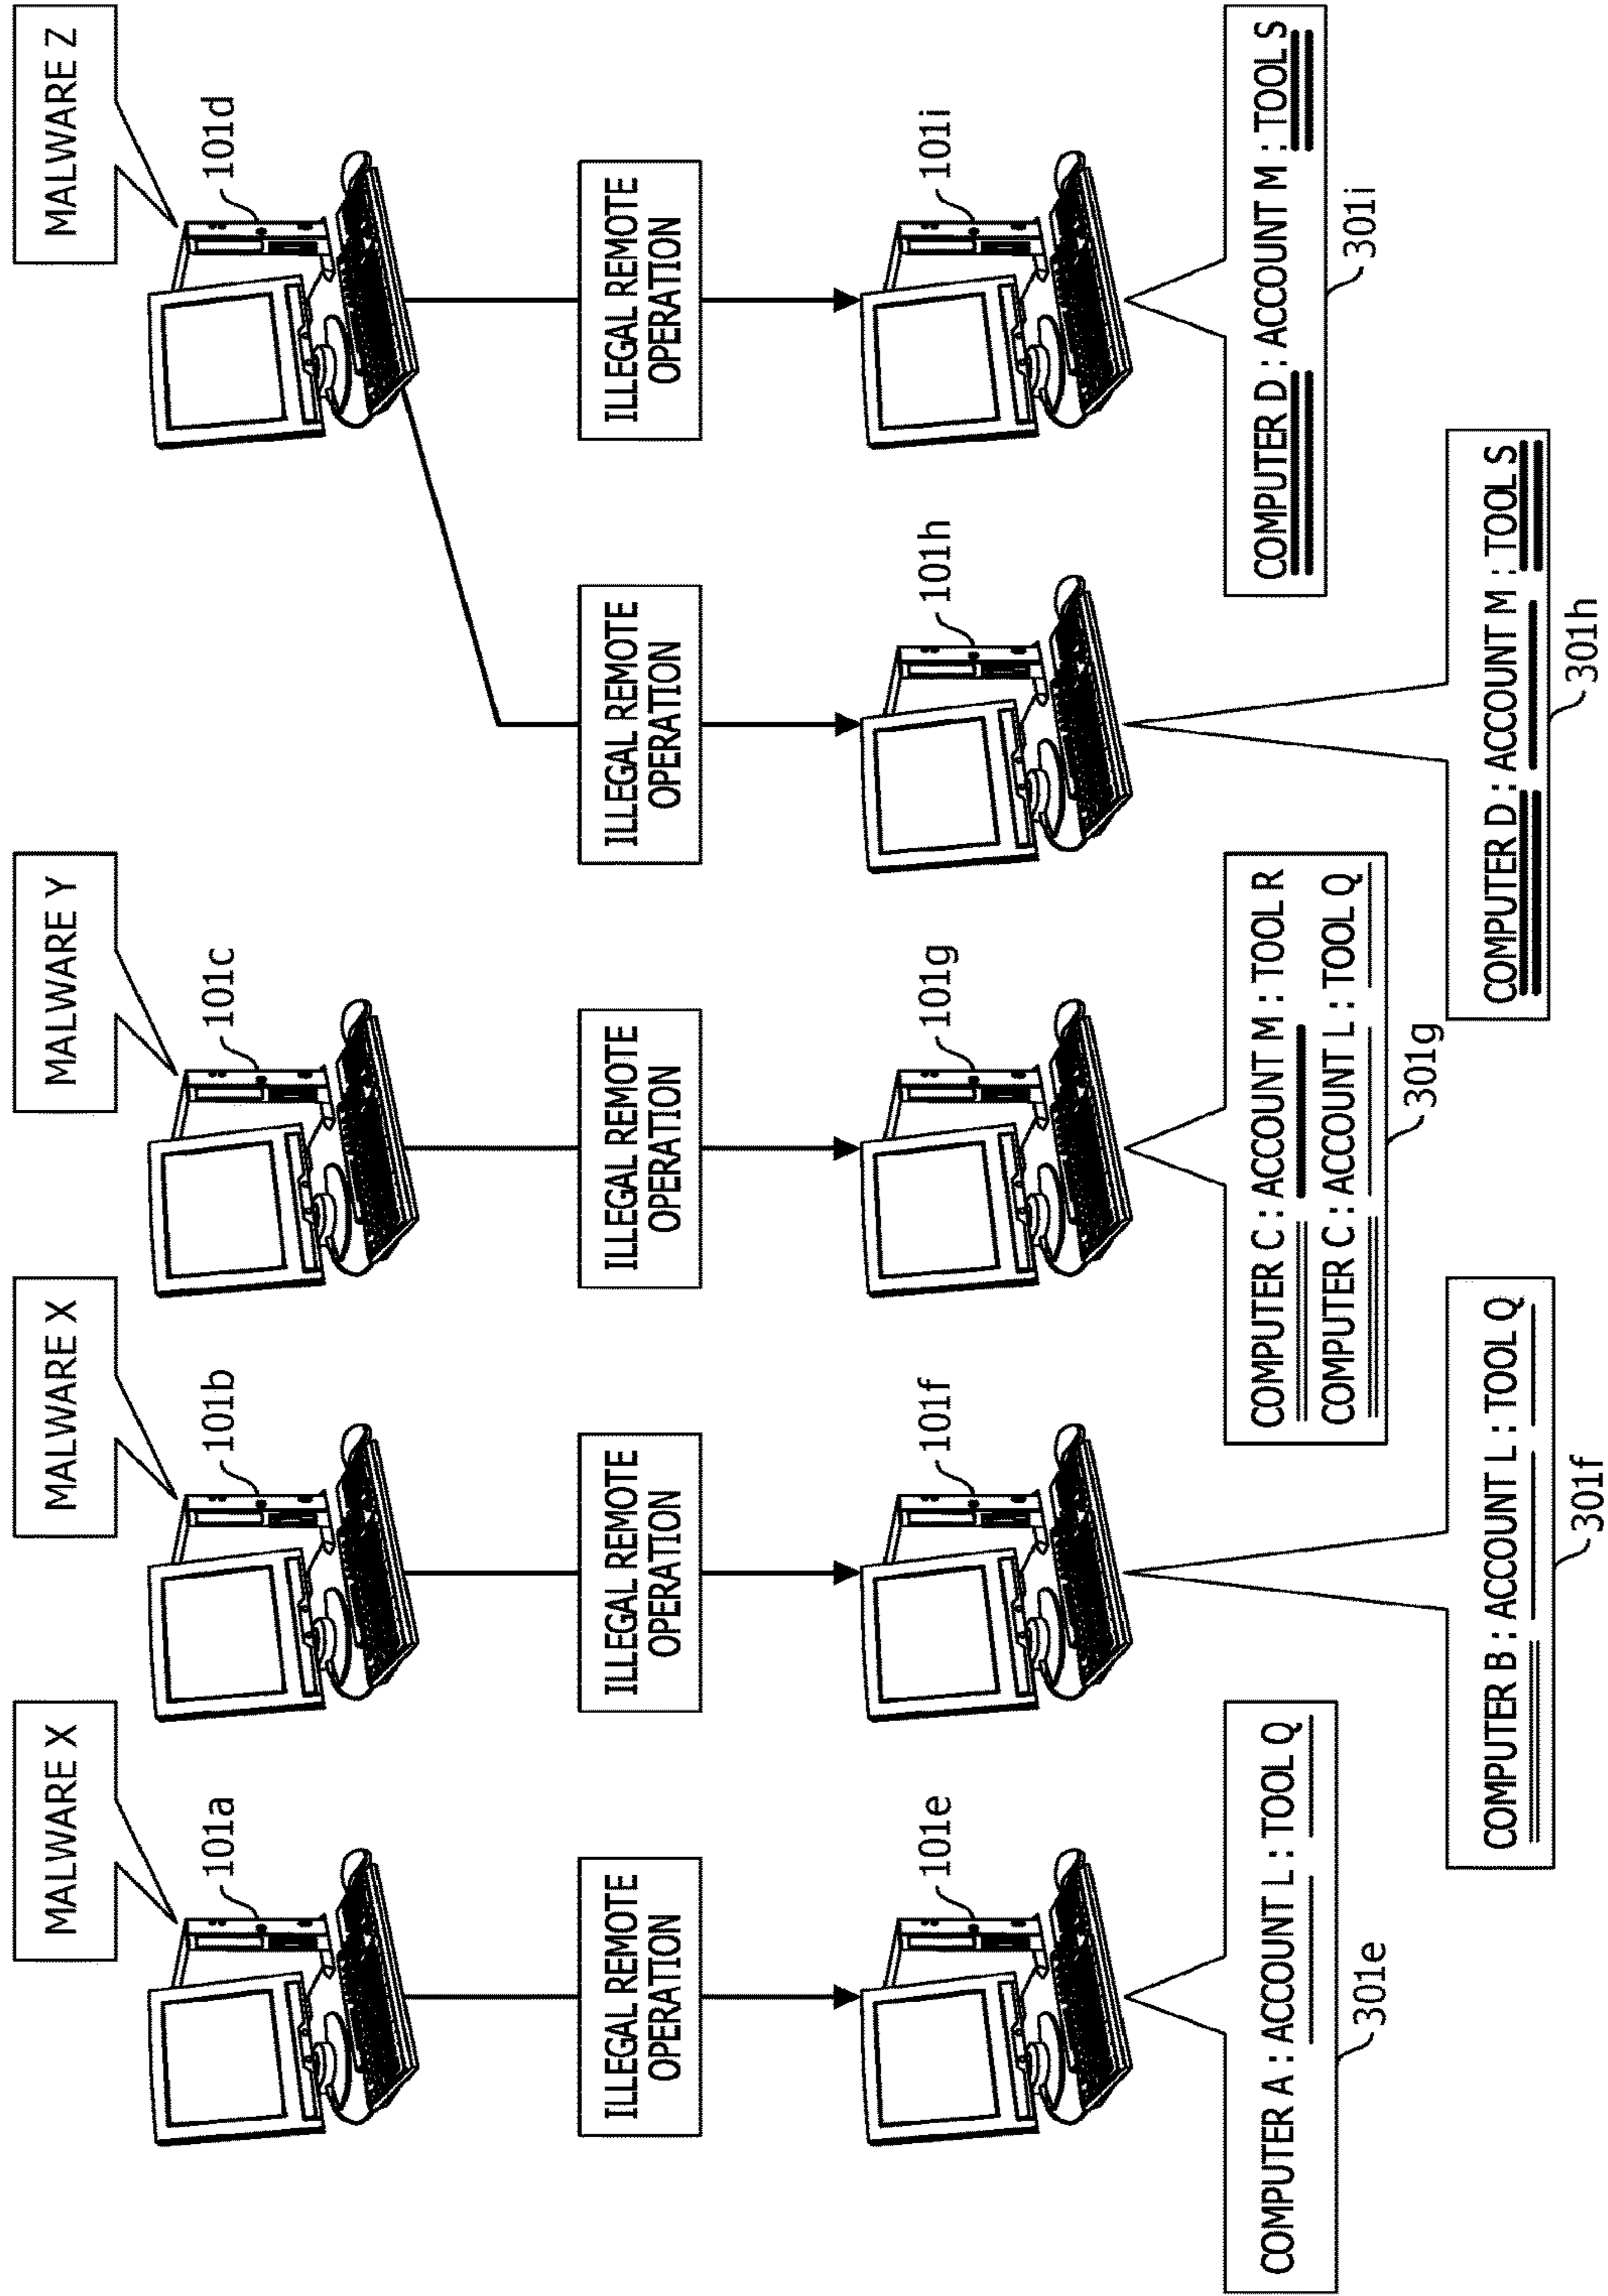 MALWARE X
MALWARE X
MALWARE Y
MALWARE Z
101a
101b
101c
101d
ILLEGAL REMOTE
OPERATION
ILLEGAL REMOTE
OPERATION
ILLEGAL REMOTE
OPERATION
ILLEGAL REMOTE
OPERATION
ILLEGAL REMOTE
OPERATION
101e
101f
101g
101h
101i
COMPUTER A : ACCOUNT L : TOOL Q
301e
COMPUTER B : ACCOUNT L : TOOL Q
301f
COMPUTER C : ACCOUNT M : TOOL R
COMPUTER C : ACCOUNT L : TOOL Q
301g
COMPUTER D : ACCOUNT M : TOOL S
301h
COMPUTER D : ACCOUNT M : TOOL S
301i